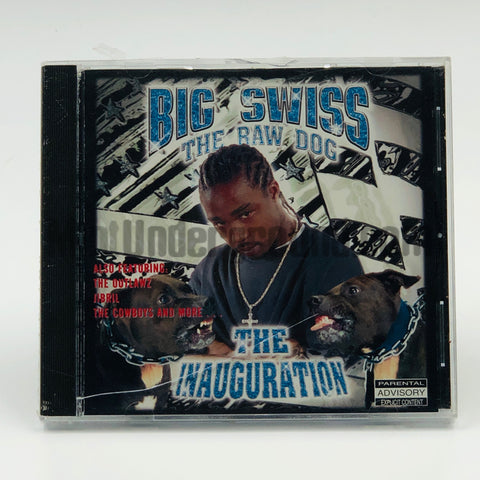 BIG SWISS
THE RAW DOG
ALSO FEATURING:
THE OUTLAWZ
THE COWBOYS AND MORE . . .
THE
INAUGURATION
PARENTAL
ADVISORY
EXPLICIT CONTENT